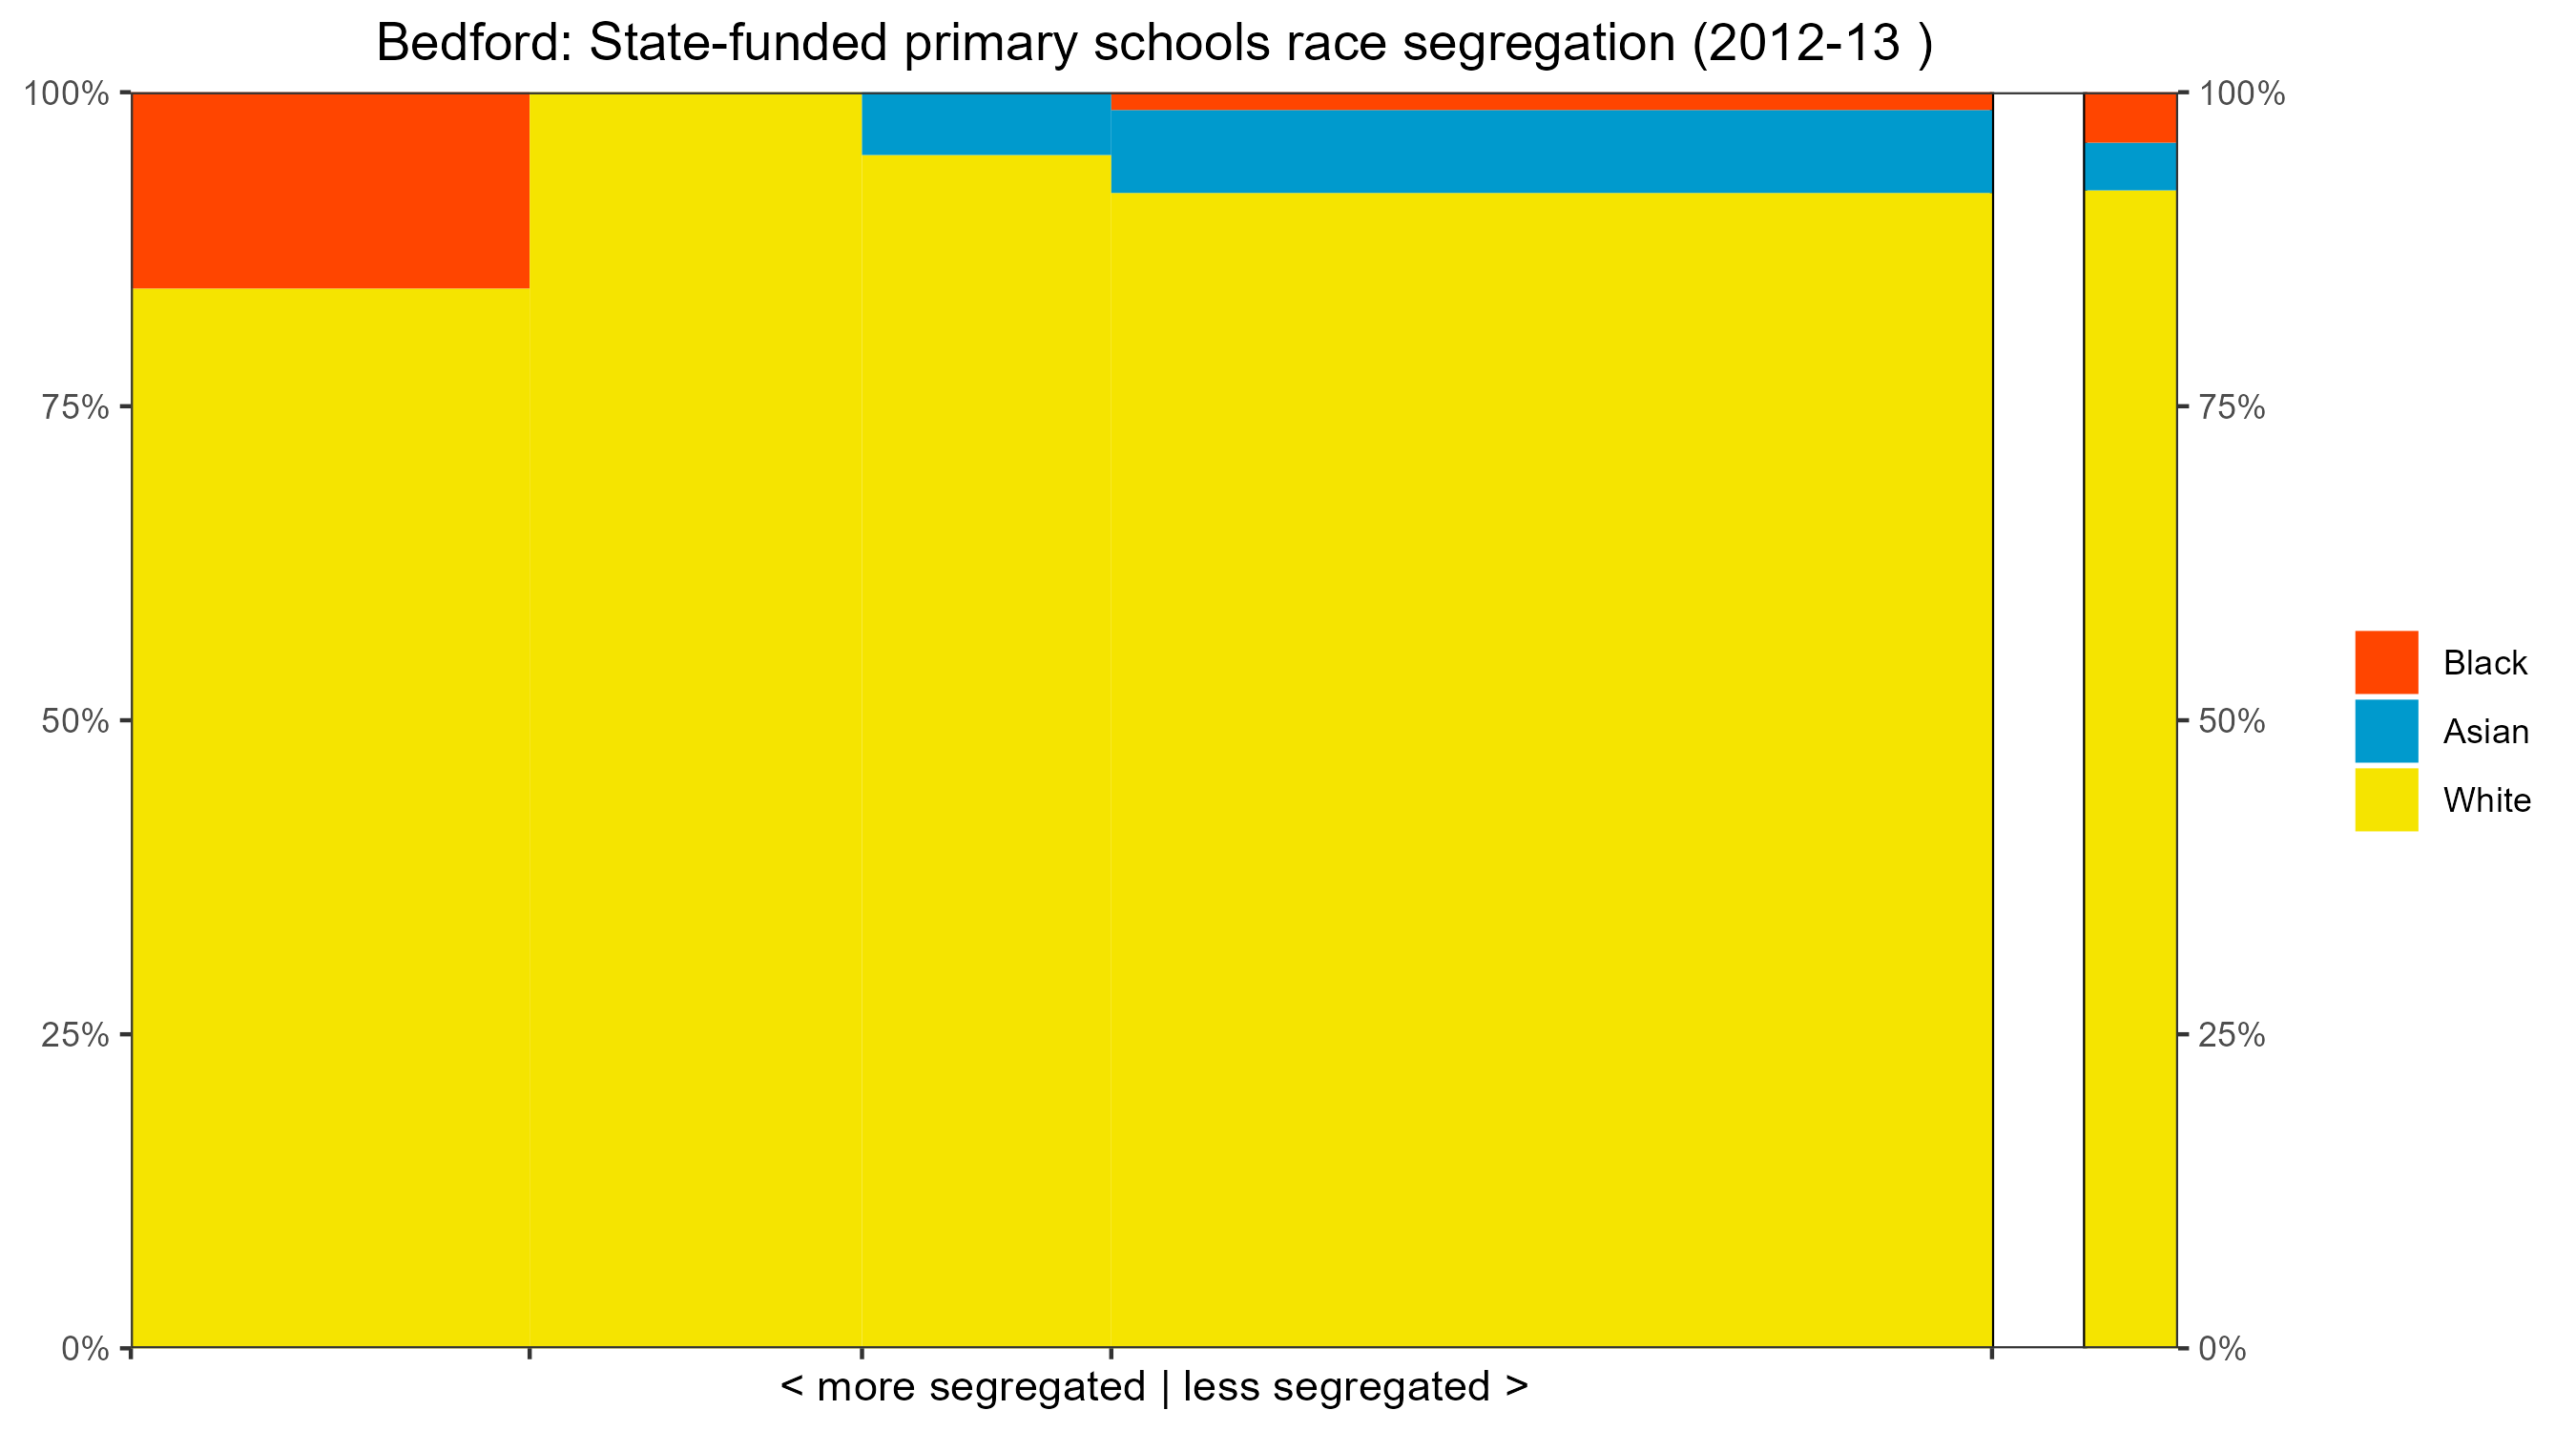 Bedford: State-funded primary schools race segregation (2012-13 )
100%
75%
50%
25%
0%
100%
75%
50%
25%
0%
Black
Asian
White
< more segregated | less segregated >